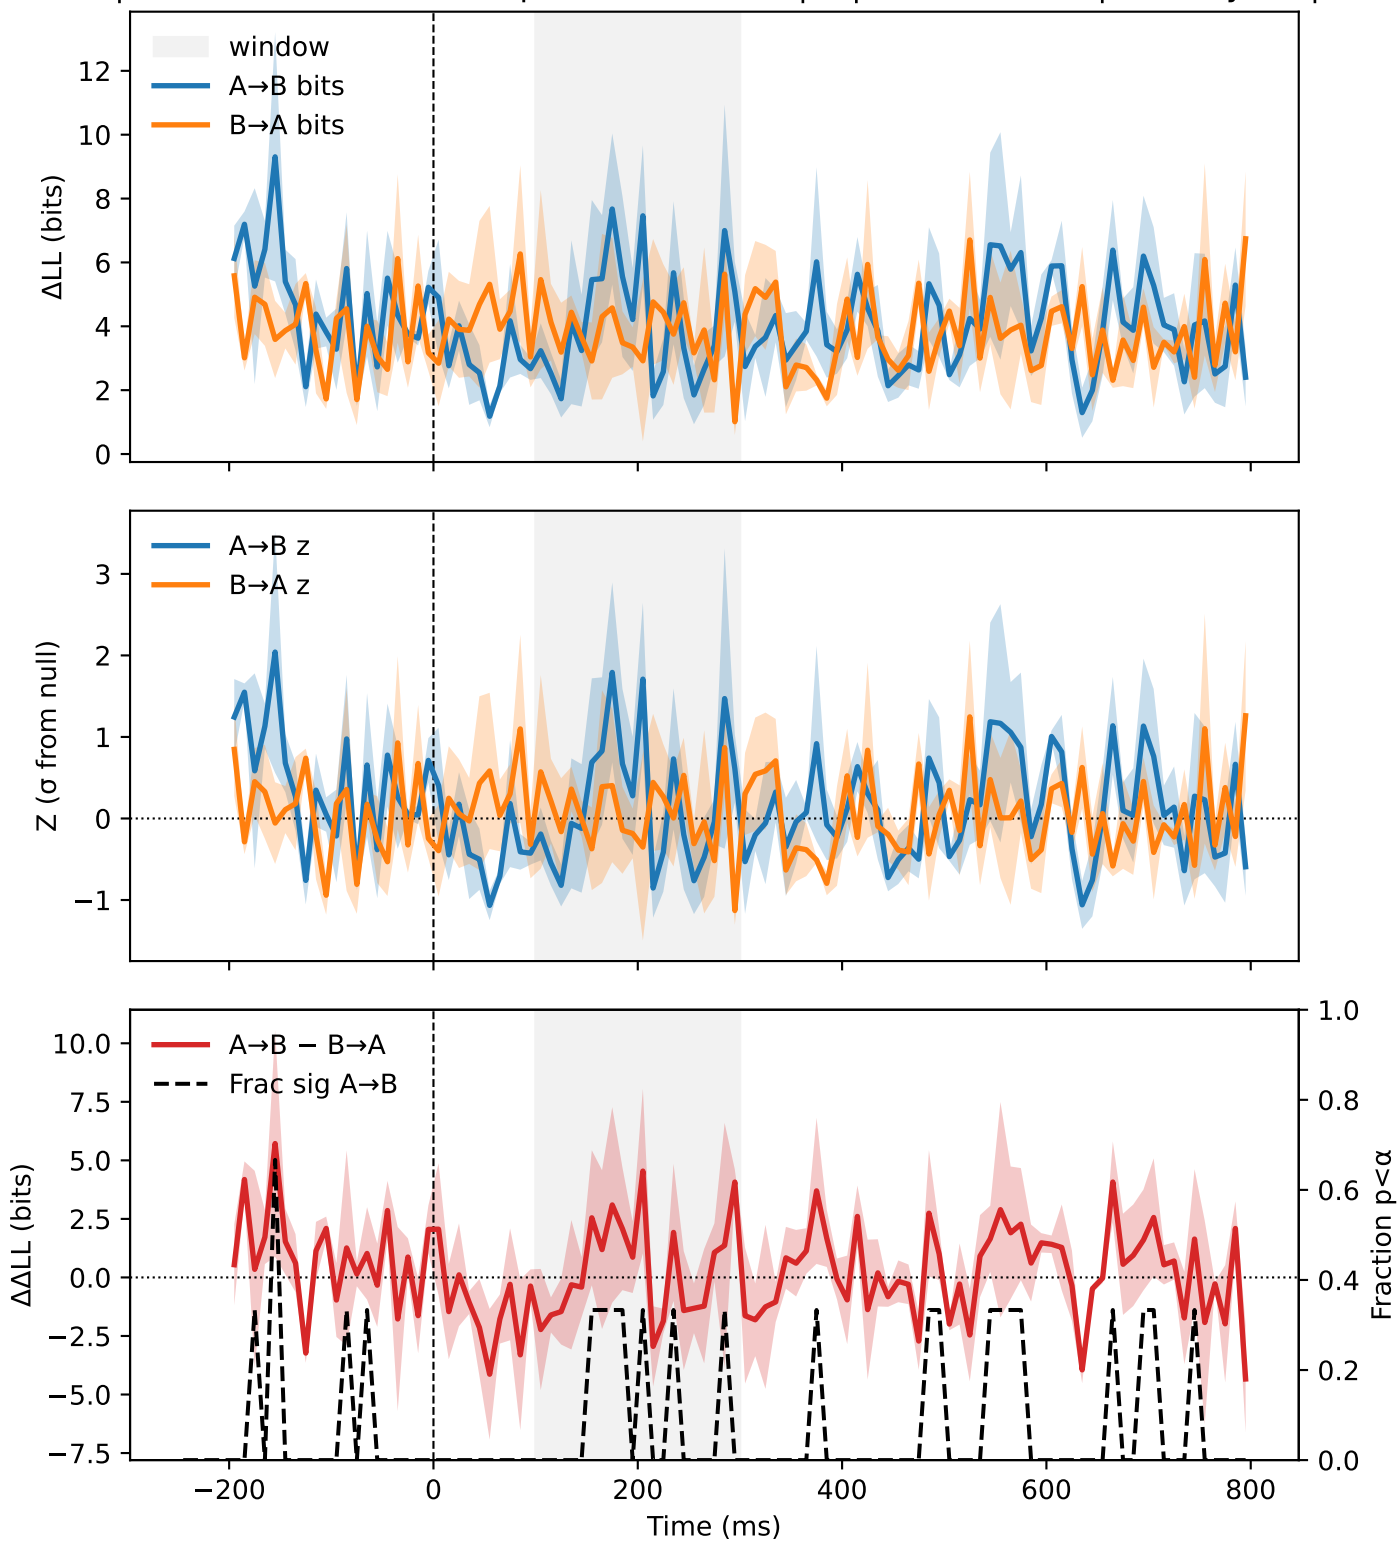 window
A→B bits
B→A bits
ΔLL (bits)
12
10
8
6
4
2
0
A→B z
B→A z
Z (σ from null)
3
2
1
0
−1
A→B − B→A
Frac sig A→B
ΔΔLL (bits)
10.0
7.5
5.0
2.5
0.0
−2.5
−5.0
−7.5
1.0
0.8
0.6
0.4
0.2
0.0
Fraction p<α
−200 0 200 400 600 800
Time (ms)